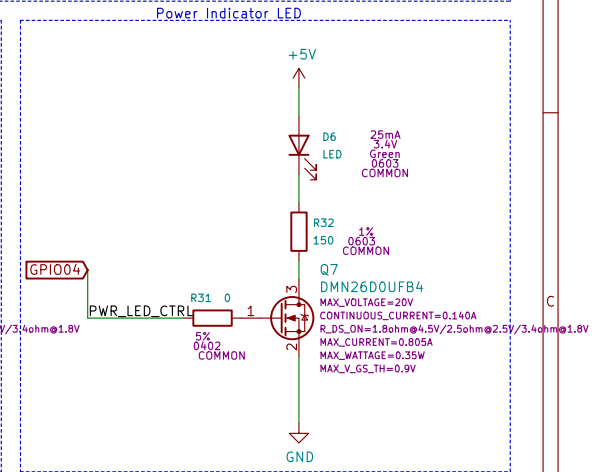 Power Indicator LED
+5V
D6
LED
25mA
3.4V
Green
0603
COMMON
R32
150
1%
0603
COMMON
GPIO04
Q7
DMN26D0UFB4
MAX_VOLTAGE=20V
CONTINUOUS_CURRENT=0.140A
R_DS_ON=1.8ohm@4.5V/2.5ohm@2.5V/3.4ohm@1.8V
MAX_CURRENT=0.805A
MAX_WATTAGE=0.35W
MAX_V_GS_TH=0.9V
3
1
2
R31 0
PWR_LED_CTRL
5%
0402
COMMON
V/3.4ohm@1.8V
C
GND